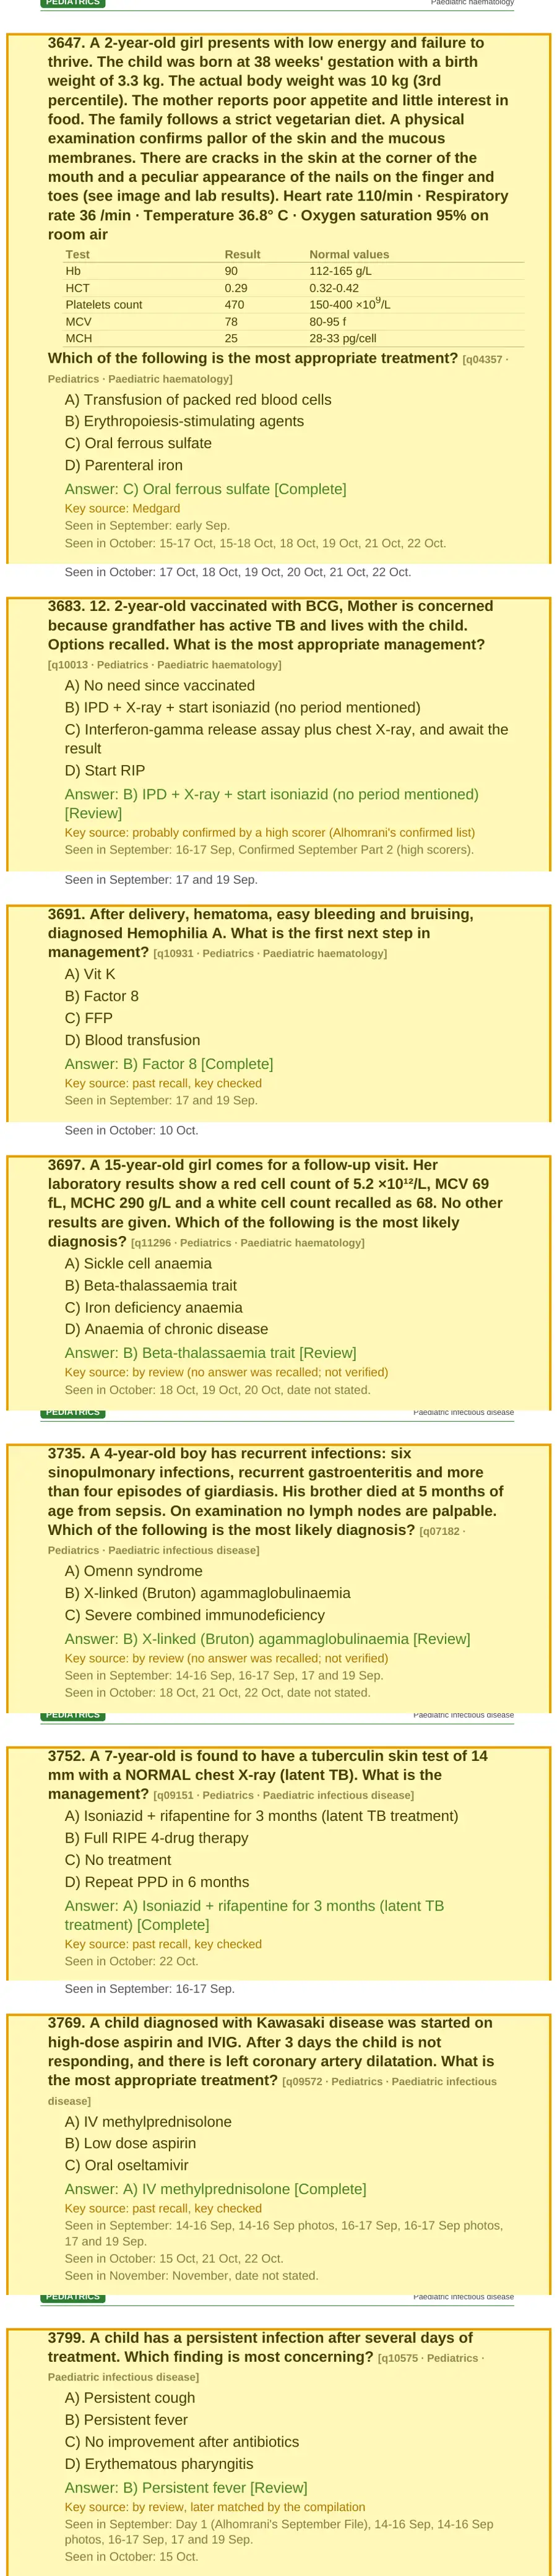 PEDIATRICS
Paediatric haematology
3647. A 2-year-old girl presents with low energy and failure to
thrive. The child was born at 38 weeks' gestation with a birth
weight of 3.3 kg. The actual body weight was 10 kg (3rd
percentile). The mother reports poor appetite and little interest in
food. The family follows a strict vegetarian diet. A physical
examination confirms pallor of the skin and the mucous
membranes. There are cracks in the skin at the corner of the
mouth and a peculiar appearance of the nails on the finger and
toes (see image and lab results). Heart rate 110/min · Respiratory
rate 36 /min · Temperature 36.8° C · Oxygen saturation 95% on
room air
Test Result Normal values
Hb 90 112-165 g/L
HCT 0.29 0.32-0.42
Platelets count 470 150-400 ×10⁹/L
MCV 78 80-95 f
MCH 25 28-33 pg/cell
Which of the following is the most appropriate treatment? [q04357 ·
Pediatrics · Paediatric haematology]
A) Transfusion of packed red blood cells
B) Erythropoiesis-stimulating agents
C) Oral ferrous sulfate
D) Parenteral iron
Answer: C) Oral ferrous sulfate [Complete]
Key source: Medgard
Seen in September: early Sep.
Seen in October: 15-17 Oct, 15-18 Oct, 18 Oct, 19 Oct, 21 Oct, 22 Oct.
Seen in October: 17 Oct, 18 Oct, 19 Oct, 20 Oct, 21 Oct, 22 Oct.
3683. 12. 2-year-old vaccinated with BCG, Mother is concerned
because grandfather has active TB and lives with the child.
Options recalled. What is the most appropriate management?
[q10013 · Pediatrics · Paediatric haematology]
A) No need since vaccinated
B) IPD + X-ray + start isoniazid (no period mentioned)
C) Interferon-gamma release assay plus chest X-ray, and await the
result
D) Start RIP
Answer: B) IPD + X-ray + start isoniazid (no period mentioned)
[Review]
Key source: probably confirmed by a high scorer (Alhomrani's confirmed list)
Seen in September: 16-17 Sep, Confirmed September Part 2 (high scorers).
Seen in September: 17 and 19 Sep.
3691. After delivery, hematoma, easy bleeding and bruising,
diagnosed Hemophilia A. What is the first next step in
management? [q10931 · Pediatrics · Paediatric haematology]
A) Vit K
B) Factor 8
C) FFP
D) Blood transfusion
Answer: B) Factor 8 [Complete]
Key source: past recall, key checked
Seen in September: 17 and 19 Sep.
Seen in October: 10 Oct.
3697. A 15-year-old girl comes for a follow-up visit. Her
laboratory results show a red cell count of 5.2 ×10¹²/L, MCV 69
fL, MCHC 290 g/L and a white cell count recalled as 68. No other
results are given. Which of the following is the most likely
diagnosis? [q11296 · Pediatrics · Paediatric haematology]
A) Sickle cell anaemia
B) Beta-thalassaemia trait
C) Iron deficiency anaemia
D) Anaemia of chronic disease
Answer: B) Beta-thalassaemia trait [Review]
Key source: by review (no answer was recalled; not verified)
Seen in October: 18 Oct, 19 Oct, 20 Oct, date not stated.
PEDIATRICS
Paediatric infectious disease
3735. A 4-year-old boy has recurrent infections: six
sinopulmonary infections, recurrent gastroenteritis and more
than four episodes of giardiasis. His brother died at 5 months of
age from sepsis. On examination no lymph nodes are palpable.
Which of the following is the most likely diagnosis? [q07182 ·
Pediatrics · Paediatric infectious disease]
A) Omenn syndrome
B) X-linked (Bruton) agammaglobulinaemia
C) Severe combined immunodeficiency
Answer: B) X-linked (Bruton) agammaglobulinaemia [Review]
Key source: by review (no answer was recalled; not verified)
Seen in September: 14-16 Sep, 16-17 Sep, 17 and 19 Sep.
Seen in October: 18 Oct, 21 Oct, 22 Oct, date not stated.
PEDIATRICS
Paediatric infectious disease
3752. A 7-year-old is found to have a tuberculin skin test of 14
mm with a NORMAL chest X-ray (latent TB). What is the
management? [q09151 · Pediatrics · Paediatric infectious disease]
A) Isoniazid + rifapentine for 3 months (latent TB treatment)
B) Full RIPE 4-drug therapy
C) No treatment
D) Repeat PPD in 6 months
Answer: A) Isoniazid + rifapentine for 3 months (latent TB
treatment) [Complete]
Key source: past recall, key checked
Seen in October: 22 Oct.
Seen in September: 16-17 Sep.
3769. A child diagnosed with Kawasaki disease was started on
high-dose aspirin and IVIG. After 3 days the child is not
responding, and there is left coronary artery dilatation. What is
the most appropriate treatment? [q09572 · Pediatrics · Paediatric infectious
disease]
A) IV methylprednisolone
B) Low dose aspirin
C) Oral oseltamivir
Answer: A) IV methylprednisolone [Complete]
Key source: past recall, key checked
Seen in September: 14-16 Sep, 14-16 Sep photos, 16-17 Sep, 16-17 Sep photos,
17 and 19 Sep.
Seen in October: 15 Oct, 21 Oct, 22 Oct.
Seen in November: November, date not stated.
PEDIATRICS
Paediatric infectious disease
3799. A child has a persistent infection after several days of
treatment. Which finding is most concerning? [q10575 · Pediatrics ·
Paediatric infectious disease]
A) Persistent cough
B) Persistent fever
C) No improvement after antibiotics
D) Erythematous pharyngitis
Answer: B) Persistent fever [Review]
Key source: by review, later matched by the compilation
Seen in September: Day 1 (Alhomrani's September File), 14-16 Sep, 14-16 Sep
photos, 16-17 Sep, 17 and 19 Sep.
Seen in October: 15 Oct.